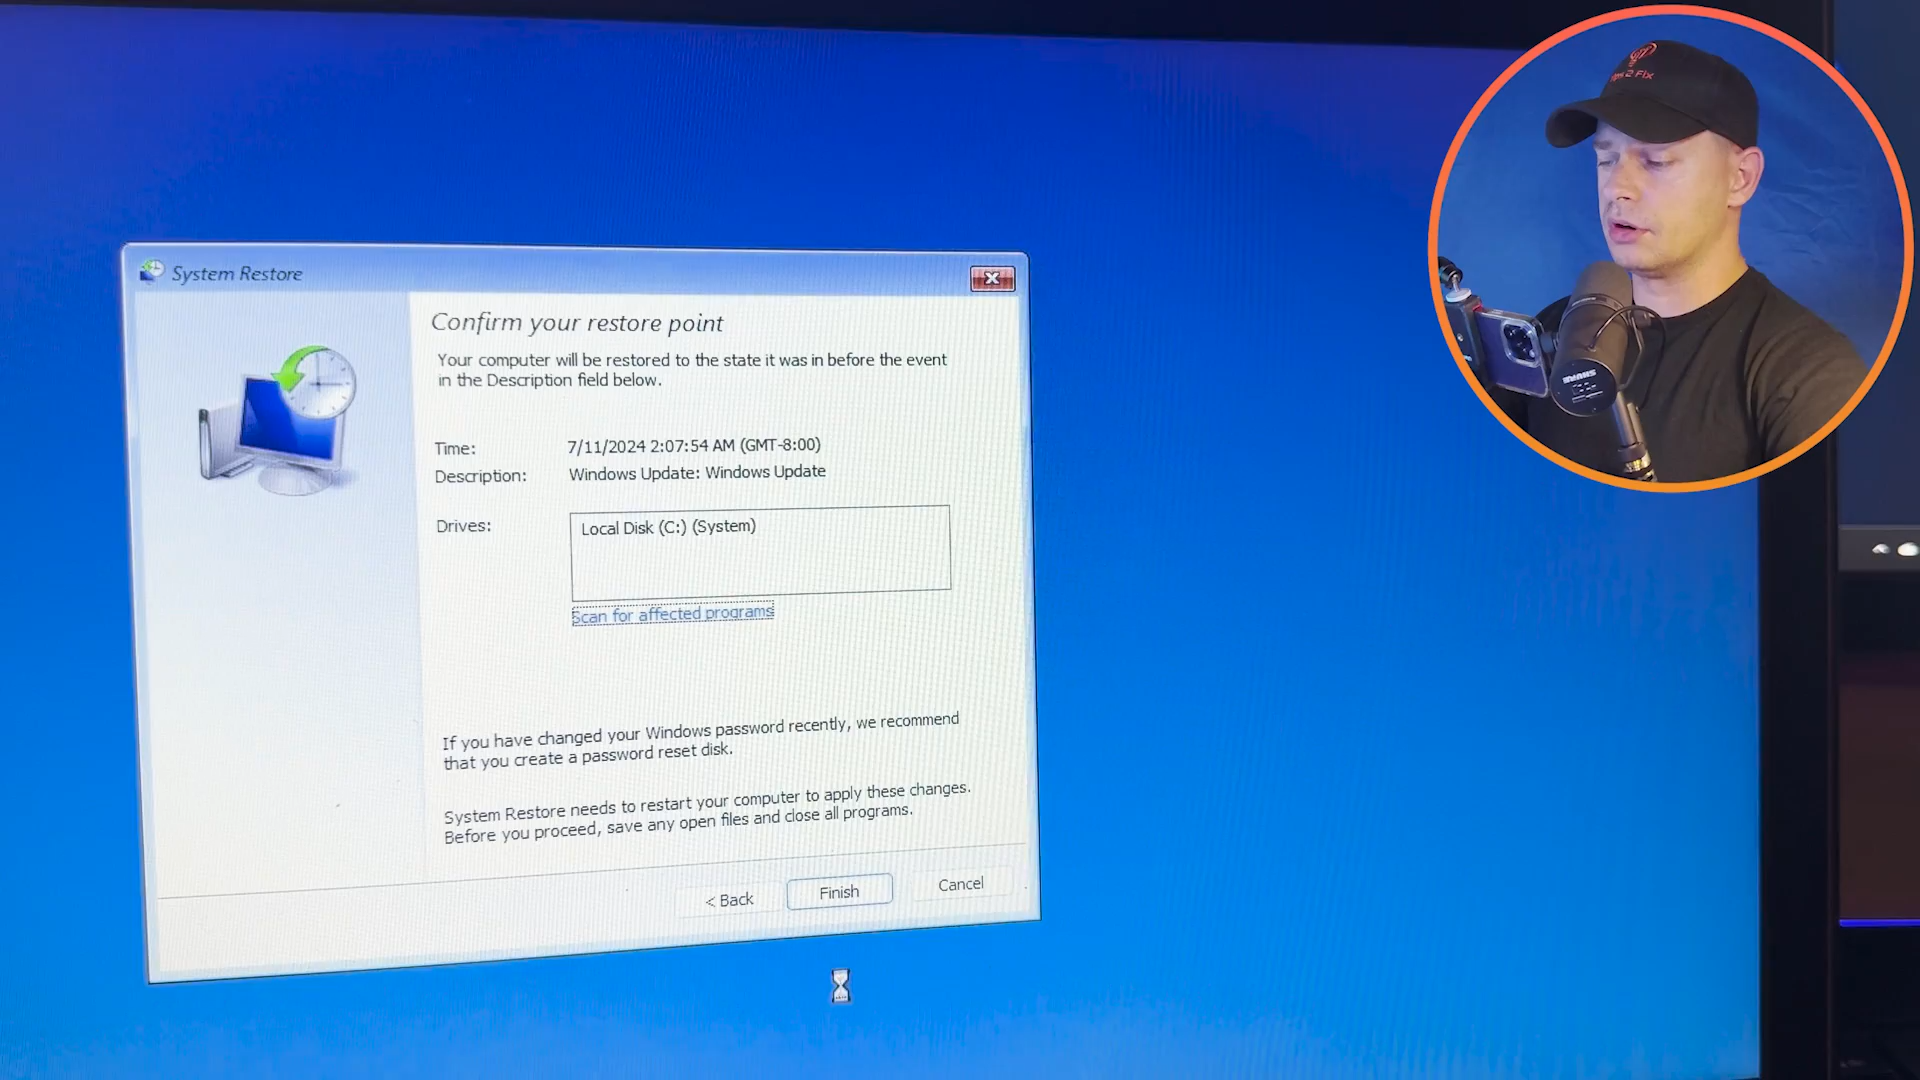 System Restore
Confirm your restore point
Your computer will be restored to the state it was in before the event
in the Description field below.
Time: 7/11/2024 2:07:54 AM (GMT-8:00)
Description: Windows Update: Windows Update
Drives: Local Disk (C:) (System)
Scan for affected programs
If you have changed your Windows password recently, we recommend
that you create a password reset disk.
System Restore needs to restart your computer to apply these changes.
Before you proceed, save any open files and close all programs.
< Back Finish Cancel
2 Fix
SHURE